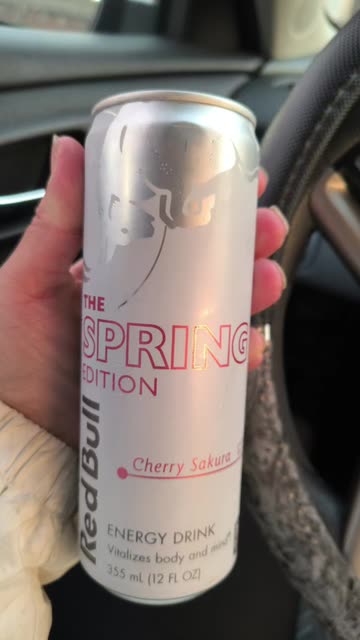 THE
SPRING
EDITION
Red Bull
Cherry Sakura
ENERGY DRINK
Vitalizes body and mind®
355 mL (12 FL OZ)